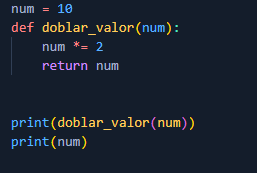 num = 10
def doblar_valor(num):
    num *= 2
    return num
print(doblar_valor(num))
print(num)